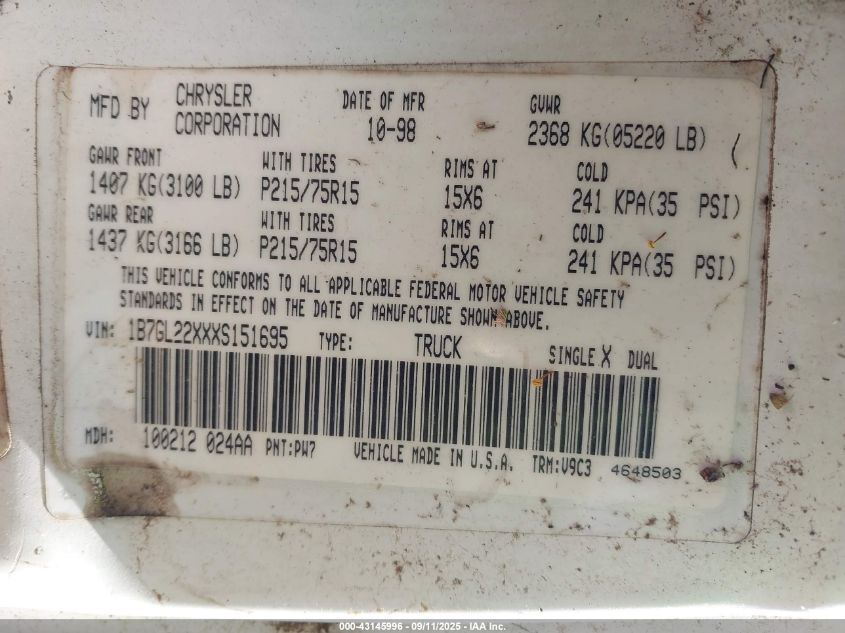 MFD BY CHRYSLER CORPORATION DATE OF MFR 10-98 GVWR 2368 KG(05220 LB)
GAWR FRONT WITH TIRES RIMS AT COLD
1407 KG(3100 LB) P215/75R15 15X6 241 KPA(35 PSI)
GAWR REAR WITH TIRES RIMS AT COLD
1437 KG(3166 LB) P215/75R15 15X6 241 KPA(35 PSI)
THIS VEHICLE CONFORMS TO ALL APPLICABLE FEDERAL MOTOR VEHICLE SAFETY
STANDARDS IN EFFECT ON THE DATE OF MANUFACTURE SHOWN ABOVE.
VIN: 1B7GL22XXXS151695 TYPE: TRUCK SINGLE X DUAL
MDH: 100212 024AA PNT:PW7 VEHICLE MADE IN U.S.A. TRM:V9C3 4648503
000-43145996 - 09/11/2025 - IAA Inc.